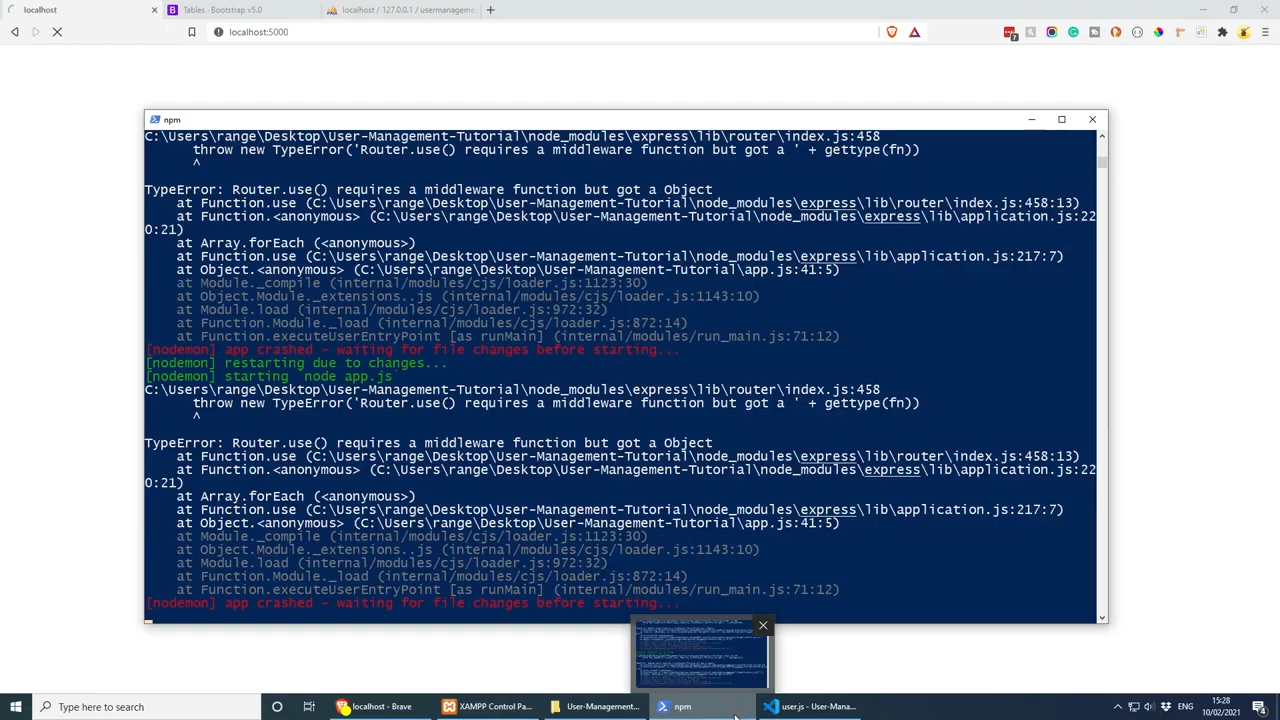 localhost
Tables - Bootstrap v5.0
localhost / 127.0.0.1 / usermanageme
localhost:5000
7
npm
C:\Users\range\Desktop\User-Management-Tutorial\node_modules\express\lib\router\index.js:458
throw new TypeError('Router.use() requires a middleware function but got a ' + gettype(fn))
^
TypeError: Router.use() requires a middleware function but got a Object
at Function.use (C:\Users\range\Desktop\User-Management-Tutorial\node_modules\express\lib\router\index.js:458:13)
at Function.<anonymous> (C:\Users\range\Desktop\User-Management-Tutorial\node_modules\express\lib\application.js:22
0:21)
at Array.forEach (<anonymous>)
at Function.use (C:\Users\range\Desktop\User-Management-Tutorial\node_modules\express\lib\application.js:217:7)
at Object.<anonymous> (C:\Users\range\Desktop\User-Management-Tutorial\app.js:41:5)
at Module._compile (internal/modules/cjs/loader.js:1123:30)
at Object.Module._extensions..js (internal/modules/cjs/loader.js:1143:10)
at Module.load (internal/modules/cjs/loader.js:972:32)
at Function.Module._load (internal/modules/cjs/loader.js:872:14)
at Function.executeUserEntryPoint [as runMain] (internal/modules/run_main.js:71:12)
[nodemon] app crashed - waiting for file changes before starting...
[nodemon] restarting due to changes...
[nodemon] starting `node app.js`
C:\Users\range\Desktop\User-Management-Tutorial\node_modules\express\lib\router\index.js:458
throw new TypeError('Router.use() requires a middleware function but got a ' + gettype(fn))
^
TypeError: Router.use() requires a middleware function but got a Object
at Function.use (C:\Users\range\Desktop\User-Management-Tutorial\node_modules\express\lib\router\index.js:458:13)
at Function.<anonymous> (C:\Users\range\Desktop\User-Management-Tutorial\node_modules\express\lib\application.js:22
0:21)
at Array.forEach (<anonymous>)
at Function.use (C:\Users\range\Desktop\User-Management-Tutorial\node_modules\express\lib\application.js:217:7)
at Object.<anonymous> (C:\Users\range\Desktop\User-Management-Tutorial\app.js:41:5)
at Module._compile (internal/modules/cjs/loader.js:1123:30)
at Object.Module._extensions..js (internal/modules/cjs/loader.js:1143:10)
at Module.load (internal/modules/cjs/loader.js:972:32)
at Function.Module._load (internal/modules/cjs/loader.js:872:14)
at Function.executeUserEntryPoint [as runMain] (internal/modules/run_main.js:71:12)
[nodemon] app crashed - waiting for file changes before starting...
Type here to search
localhost - Brave
XAMPP Control Pa...
User-Management...
npm
user.js - User-Mana...
ENG
15:28
10/02/2021
4